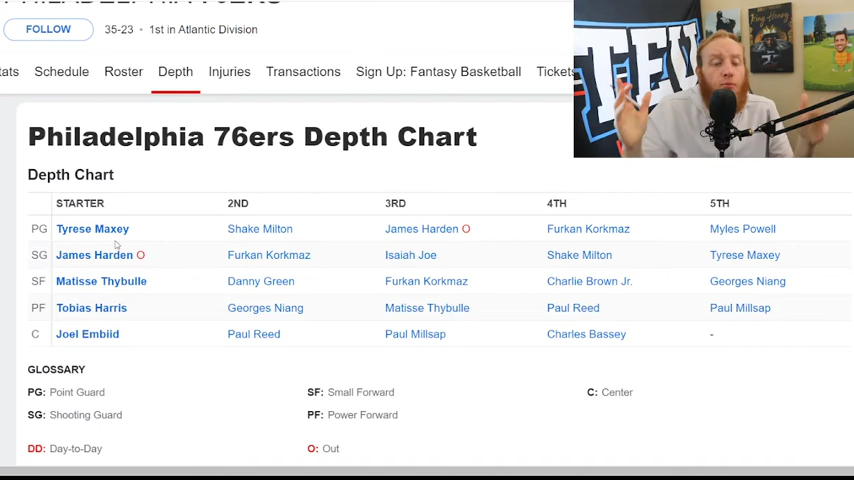 FOLLOW
35-23 · 1st in Atlantic Division
Schedule Roster Depth Injuries Transactions Sign Up: Fantasy Basketball
Philadelphia 76ers Depth Chart
Depth Chart
STARTER 2ND 3RD 4TH 5TH
PG Tyrese Maxey Shake Milton James Harden O Furkan Korkmaz Myles Powell
SG James Harden O Furkan Korkmaz Isaiah Joe Shake Milton Tyrese Maxey
SF Matisse Thybulle Danny Green Furkan Korkmaz Charlie Brown Jr. Georges Niang
PF Tobias Harris Georges Niang Matisse Thybulle Paul Reed Paul Millsap
C Joel Embiid Paul Reed Paul Millsap Charles Bassey -
GLOSSARY
PG: Point Guard SF: Small Forward C: Center
SG: Shooting Guard PF: Power Forward
DD: Day-to-Day O: Out